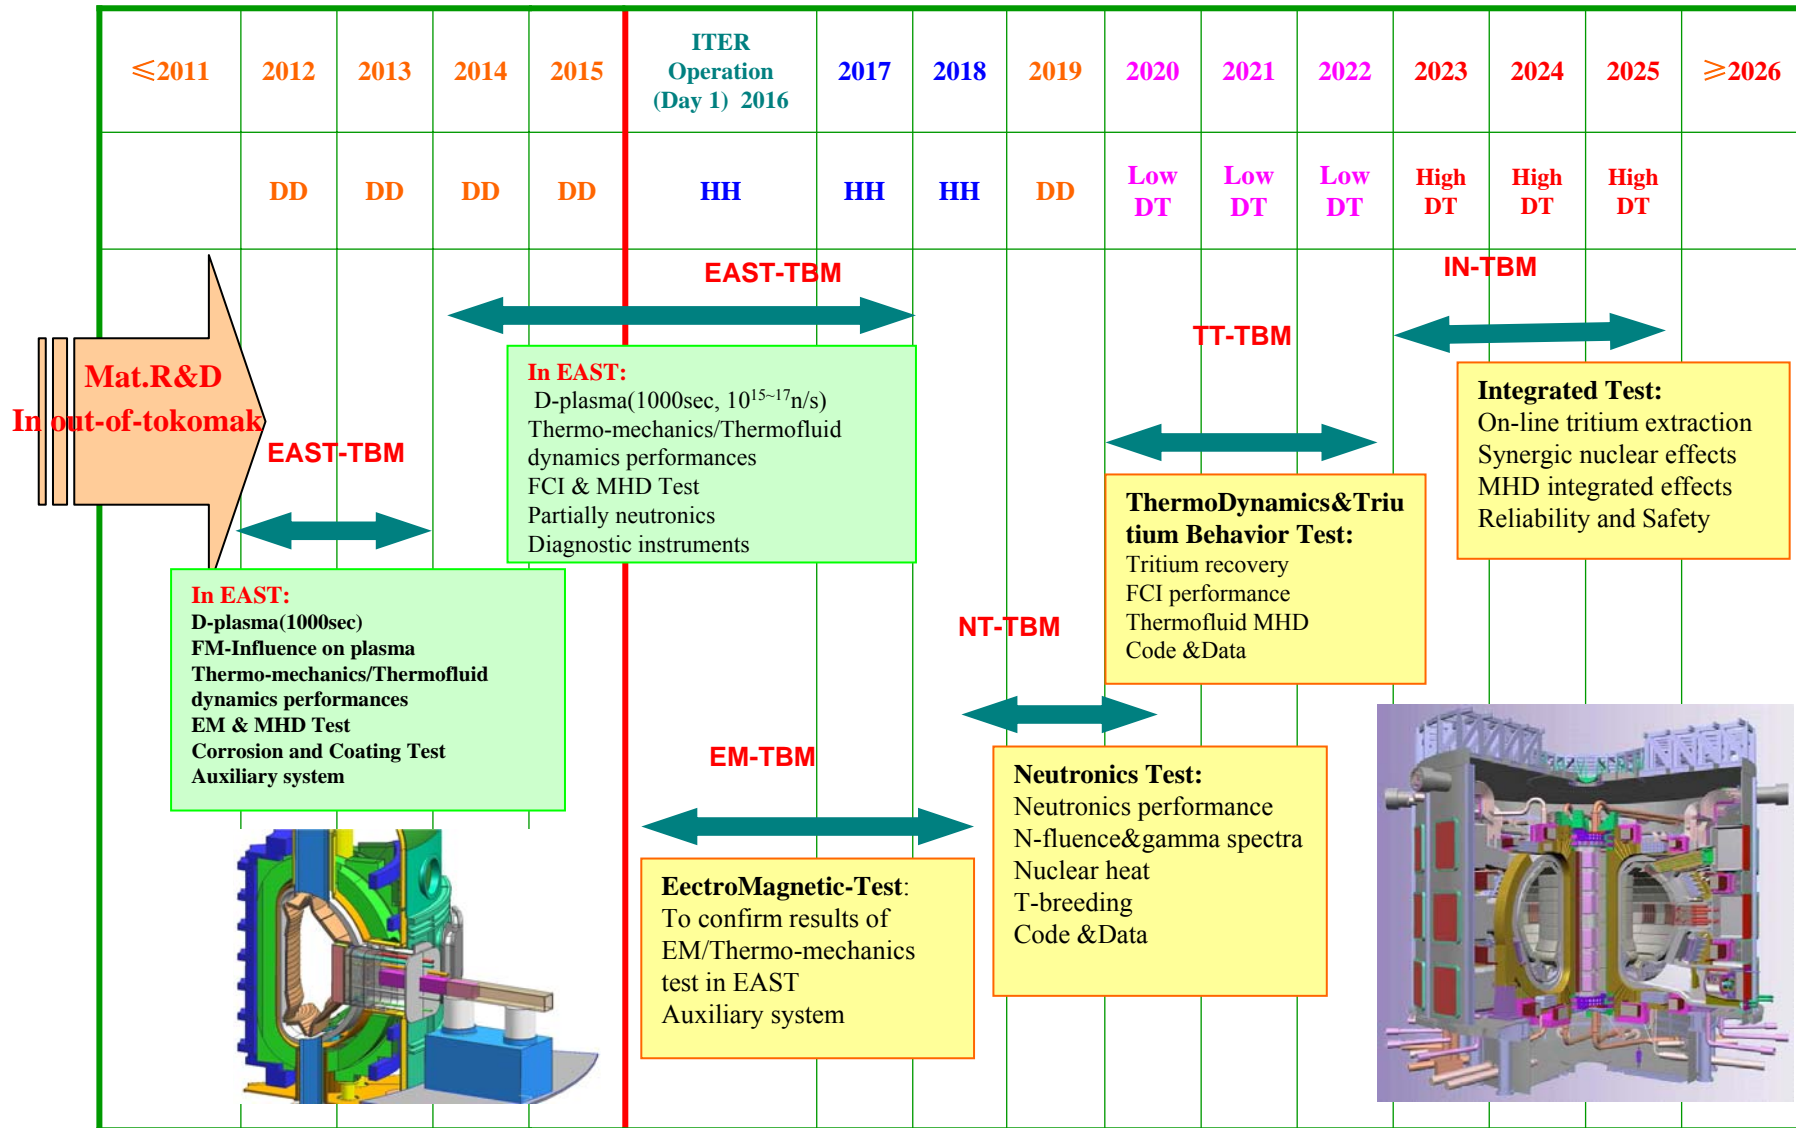 ≤2011
2012
2013
2014
2015
ITER
Operation
(Day 1) 2016
2017
2018
2019
2020
2021
2022
2023
2024
2025
≥2026
DD
DD
DD
DD
HH
HH
HH
DD
Low
DT
Low
DT
Low
DT
High
DT
High
DT
High
DT
Mat.R&D
In out-of-tokomak
EAST-TBM
In EAST:
D-plasma(1000sec)
FM-Influence on plasma
Thermo-mechanics/Thermofluid
dynamics performances
EM & MHD Test
Corrosion and Coating Test
Auxiliary system
EAST-TBM
In EAST:
D-plasma(1000sec, 10¹⁵~¹⁷n/s)
Thermo-mechanics/Thermofluid
dynamics performances
FCI & MHD Test
Partially neutronics
Diagnostic instruments
EM-TBM
EectroMagnetic-Test:
To confirm results of
EM/Thermo-mechanics
test in EAST
Auxiliary system
NT-TBM
Neutronics Test:
Neutronics performance
N-fluence&gamma spectra
Nuclear heat
T-breeding
Code &Data
TT-TBM
ThermoDynamics&Triu
tium Behavior Test:
Tritium recovery
FCI performance
Thermofluid MHD
Code &Data
IN-TBM
Integrated Test:
On-line tritium extraction
Synergic nuclear effects
MHD integrated effects
Reliability and Safety